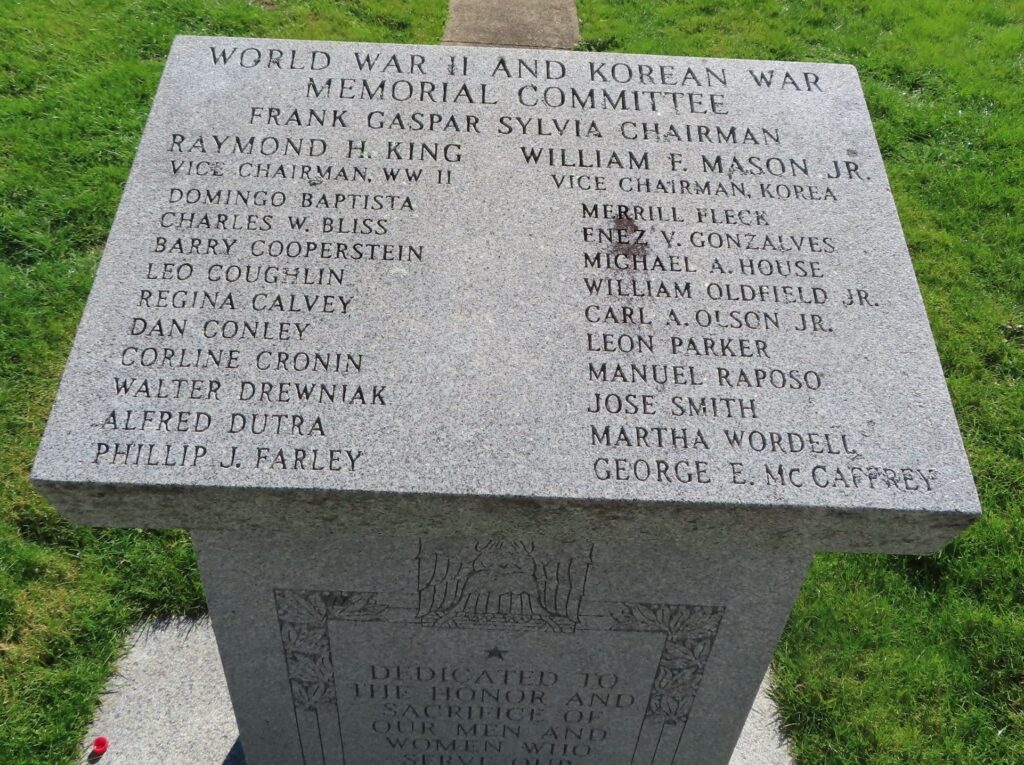 WORLD WAR II AND KOREAN WAR
MEMORIAL COMMITTEE
FRANK GASPAR SYLVIA CHAIRMAN
RAYMOND H. KING
VICE CHAIRMAN, WW II
DOMINGO BAPTISTA
CHARLES W. BLISS
BARRY COOPERSTEIN
LEO COUGHLIN
REGINA CALVEY
DAN CONLEY
CORLINE CRONIN
WALTER DREWNIAK
ALFRED DUTRA
PHILLIP J. FARLEY
WILLIAM F. MASON JR.
VICE CHAIRMAN, KOREA
MERRILL FLECK
ENEZ V. GONZALVES
MICHAEL A. HOUSE
WILLIAM OLDFIELD JR.
CARL A. OLSON JR.
LEON PARKER
MANUEL RAPOSO
JOSE SMITH
MARTHA WORDELL
GEORGE E. MCCAFFREY
DEDICATED TO
THE HONOR AND
SACRIFICE OF
OUR MEN AND
WOMEN WHO
SERVE OUR